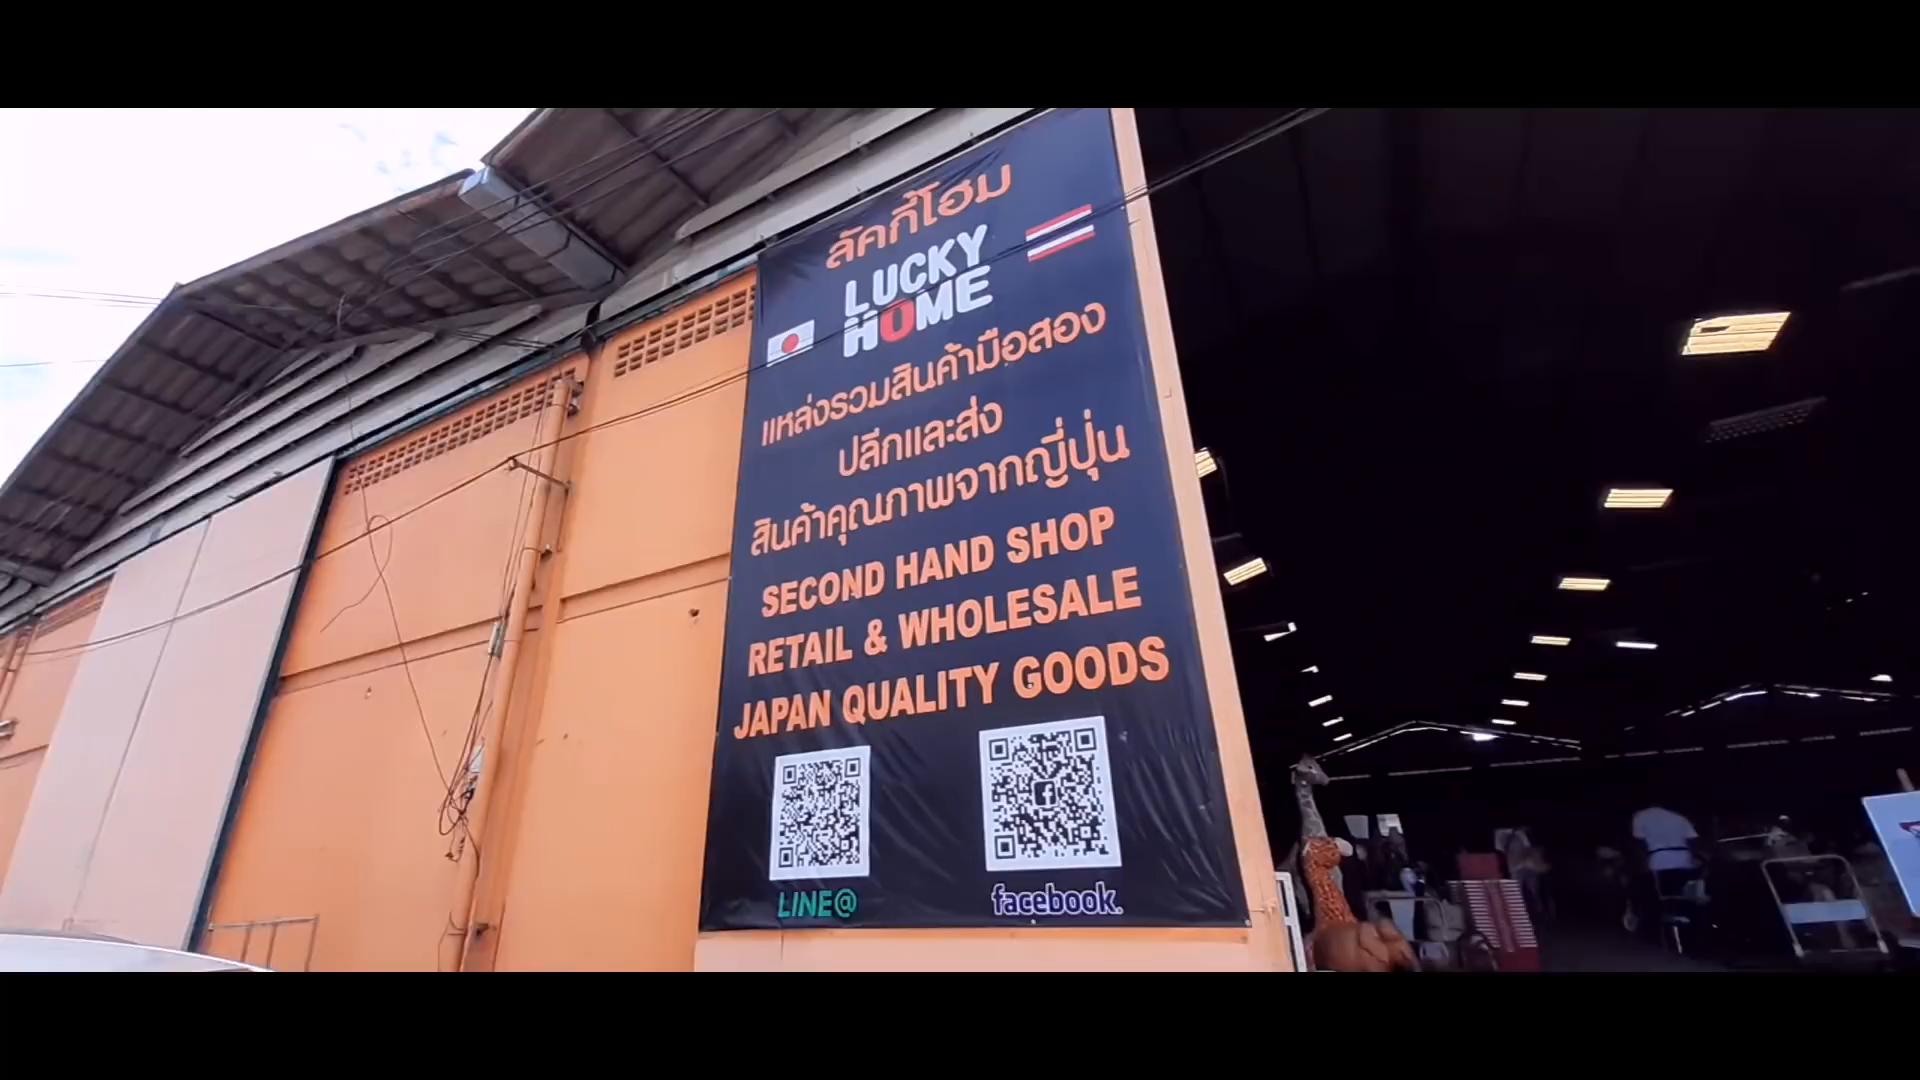 ลัคกี้โฮม
LUCKY
HOME
แหล่งรวมสินค้ามือสอง
ปลีกและส่ง
สินค้าคุณภาพจากญี่ปุ่น
SECOND HAND SHOP
RETAIL & WHOLESALE
JAPAN QUALITY GOODS
LINE@
facebook.